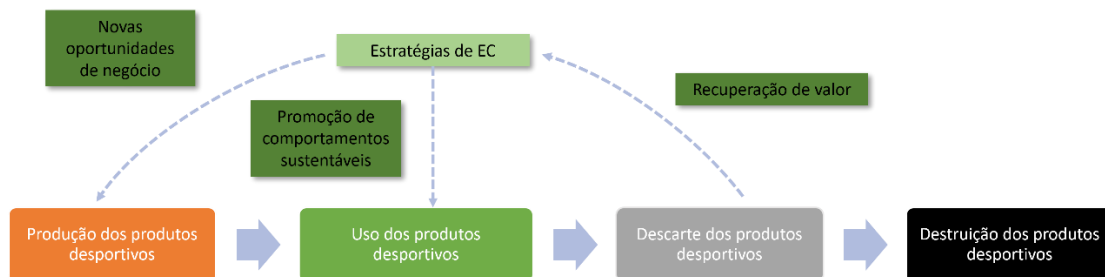 Novas
oportunidades
de negócio
Estratégias de EC
Recuperação de valor
Promoção de
comportamentos
sustentáveis
Produção dos produtos
desportivos
Uso dos produtos
desportivos
Descarte dos produtos
desportivos
Destruição dos produtos
desportivos